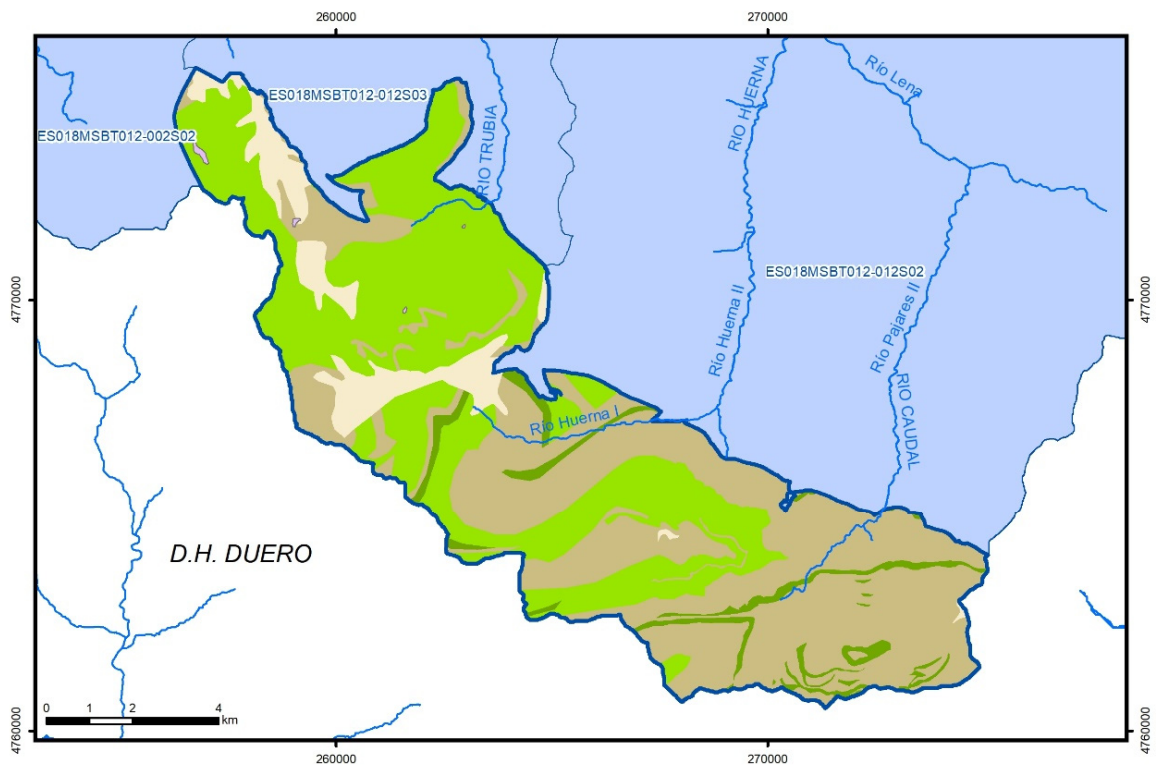 260000
270000
ES018MSBT012-012S03
ES018MSBT012-002S02
RIO TRUBIA
RIO HUERNA
Río Lena
4770000
4770000
ES018MSBT012-012S02
Río Huerna II
Río Pajares II
RIO CAUDAL
Río Huerna I
D.H. DUERO
0 1 2 4
km
4760000
4760000
260000
270000